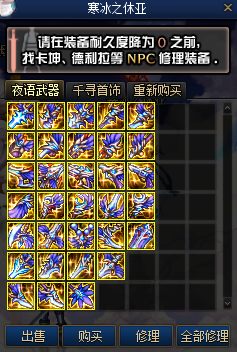 寒冰之休亚
请在装备耐久度降为 0 之前,
找卡坤、德利拉等 NPC 修理装备 .
夜语武器 千寻首饰 重新购买
出售 购买 修理 全部修理